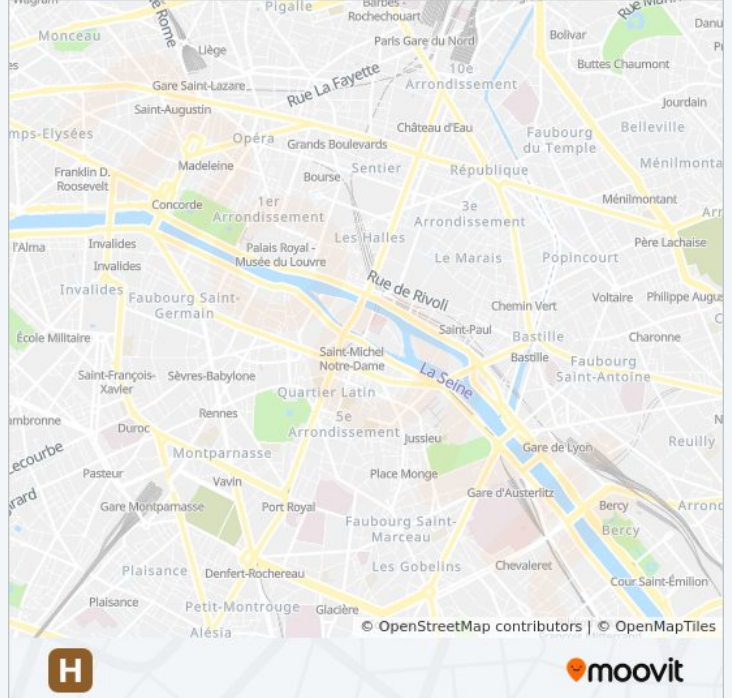 Pigalle
Barbès -
Rochechouart
Rue
Monceau
Rome
Liège
Paris Gare du Nord
Bolivar
Buttes Chaumont
Gare Saint-Lazare
Rue La Fayette
10e
Arrondissement
Saint-Augustin
Jourdain
Opéra
Grands Boulevards
Château d'Eau
Faubourg
du Temple
Belleville
Madeleine
Bourse
Sentier
République
Franklin D.
Roosevelt
Concorde
1er
Arrondissement
3e
Arrondissement
Ménilmontant
Les Halles
l'Alma
Invalides
Palais Royal -
Musée du Louvre
Le Marais
Popincourt
Père Lachaise
Invalides
Invalides
Faubourg Saint-
Germain
Rue de Rivoli
Chemin Vert
Voltaire
École Militaire
Saint-Paul
Bastille
Charonne
Saint-Michel
Notre-Dame
Bastille
Faubourg
Saint-Antoine
Saint-François-
Xavier
Sèvres-Babylone
La Seine
Quartier Latin
Rennes
5e
Arrondissement
Duroc
Jussieu
Gare de Lyon
Reuilly
Montparnasse
Pasteur
Vavin
Place Monge
Gare d'Austerlitz
Gare Montparnasse
Port Royal
Bercy
Faubourg Saint-
Marceau
Bercy
Plaisance
Denfert-Rochereau
Les Gobelins
Chevaleret
Cour Saint-Émilion
Plaisance
Petit-Montrouge
Glacière
Alésia
© OpenStreetMap contributors | © OpenMapTiles
H
moovit